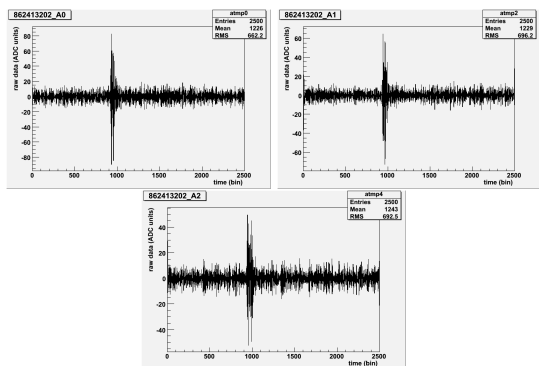 862413202_A0
atmp0
Entries 2500
Mean 1226
RMS 662.2
raw data (ADC units)
80
60
40
20
0
-20
-40
-60
-80
0 500 1000 1500 2000 2500
time (bin)
862413202_A1
atmp2
Entries 2500
Mean 1229
RMS 696.2
raw data (ADC units)
60
40
20
0
-20
-40
-60
0 500 1000 1500 2000 2500
time (bin)
862413202_A2
atmp4
Entries 2500
Mean 1243
RMS 692.5
raw data (ADC units)
40
20
0
-20
-40
0 500 1000 1500 2000 2500
time (bin)